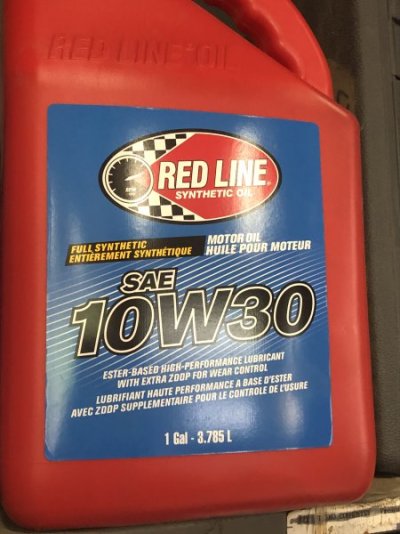 RED LINE OIL
RED LINE
SYNTHETIC OIL
FULL SYNTHETIC
ENTIÈREMENT SYNTHÉTIQUE
MOTOR OIL
HUILE POUR MOTEUR
SAE
10W30
ESTER-BASED HIGH-PERFORMANCE LUBRICANT
WITH EXTRA ZDDP FOR WEAR CONTROL
LUBRIFIANT HAUTE PERFORMANCE A BASE D'ESTER
AVEC ZDDP SUPPLEMENTAIRE POUR LE CONTROLE DE L'USURE
1 Gal - 3.785 L